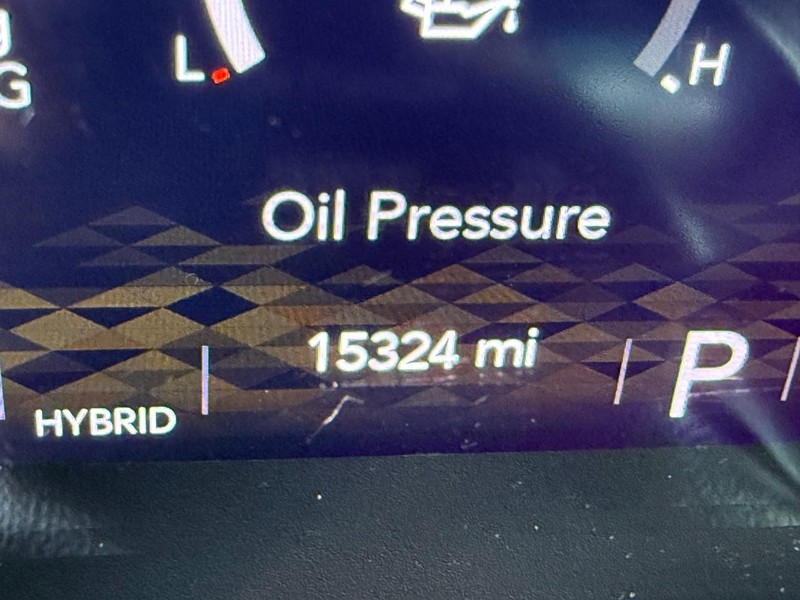 G
L
H
Oil Pressure
15324 mi
P
HYBRID